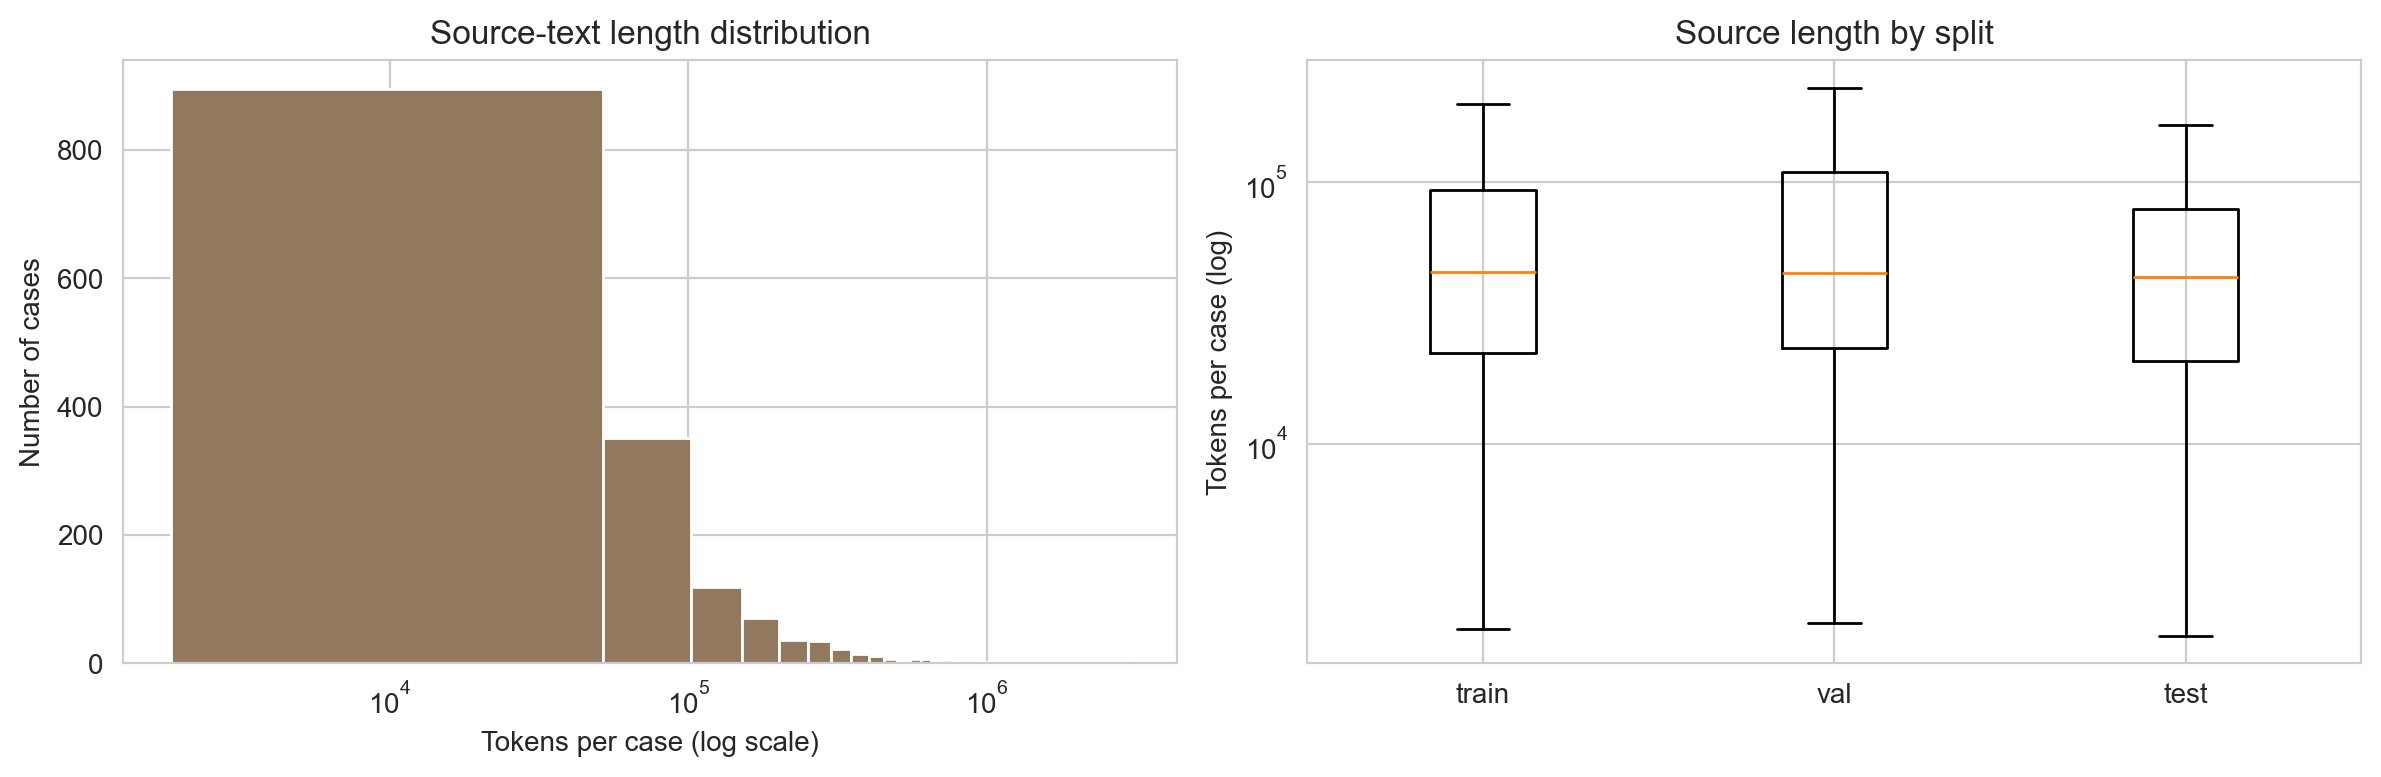 Source-text length distribution
Number of cases
800
600
400
200
0
10^4
10^5
10^6
Tokens per case (log scale)
Source length by split
Tokens per case (log)
10^5
10^4
train
val
test